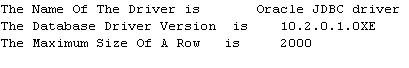 The Name Of The Driver is Oracle JDBC driver
The Database Driver Version is 10.2.0.1.0XE
The Maximum Size Of A Row is 2000